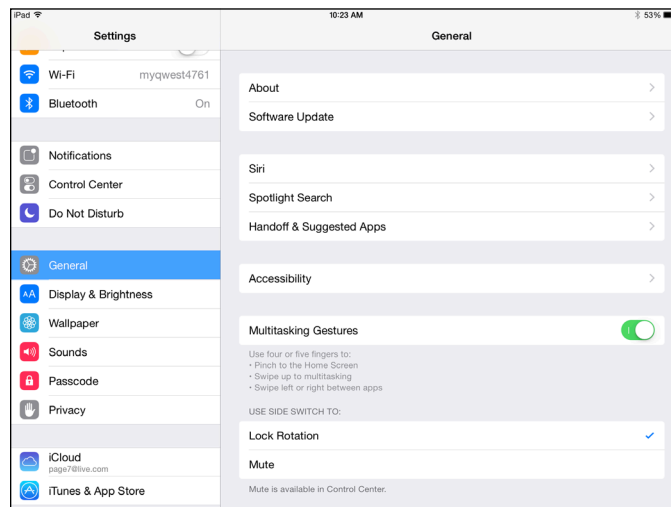 iPad 10:23 AM 53%
Settings
General
Wi-Fi myqwest4761
Bluetooth On
Notifications
Control Center
Do Not Disturb
General
AA Display & Brightness
Wallpaper
Sounds
Passcode
Privacy
iCloud
page7@live.com
iTunes & App Store
About
Software Update
Siri
Spotlight Search
Handoff & Suggested Apps
Accessibility
Multitasking Gestures
Use four or five fingers to:
• Pinch to the Home Screen
• Swipe up to multitasking
• Swipe left or right between apps
USE SIDE SWITCH TO:
Lock Rotation
Mute
Mute is available in Control Center.